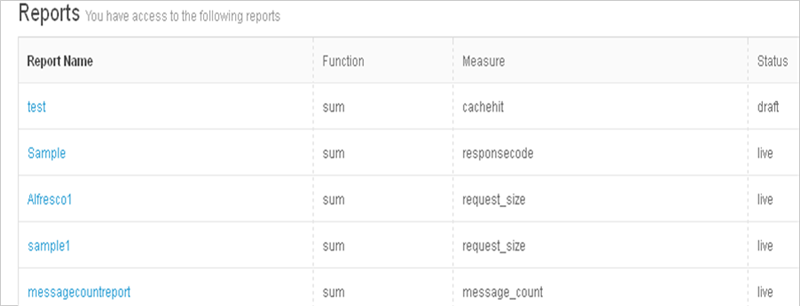 Reports You have access to the following reports
Report Name Function Measure Status
test sum cachehit draft
Sample sum responsecode live
Alfresco1 sum request_size live
sample1 sum request_size live
messagecountreport sum message_count live